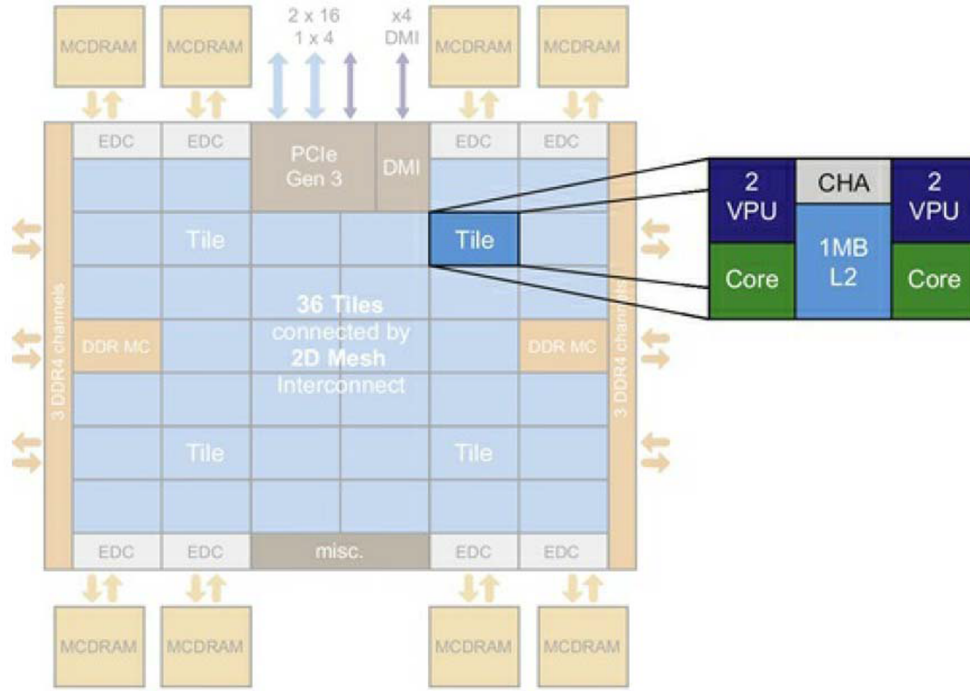 2 x 16
1 x 4
x4
DMI
MCDRAM
MCDRAM
MCDRAM
MCDRAM
EDC
EDC
PCIe
Gen 3
DMI
EDC
EDC
2
VPU
CHA
2
VPU
Tile
Tile
1MB
L2
Core
Core
3 DDR4 channels
36 Tiles
connected by
2D Mesh
Interconnect
DDR MC
DDR MC
3 DDR4 channels
Tile
Tile
EDC
EDC
misc.
EDC
EDC
MCDRAM
MCDRAM
MCDRAM
MCDRAM